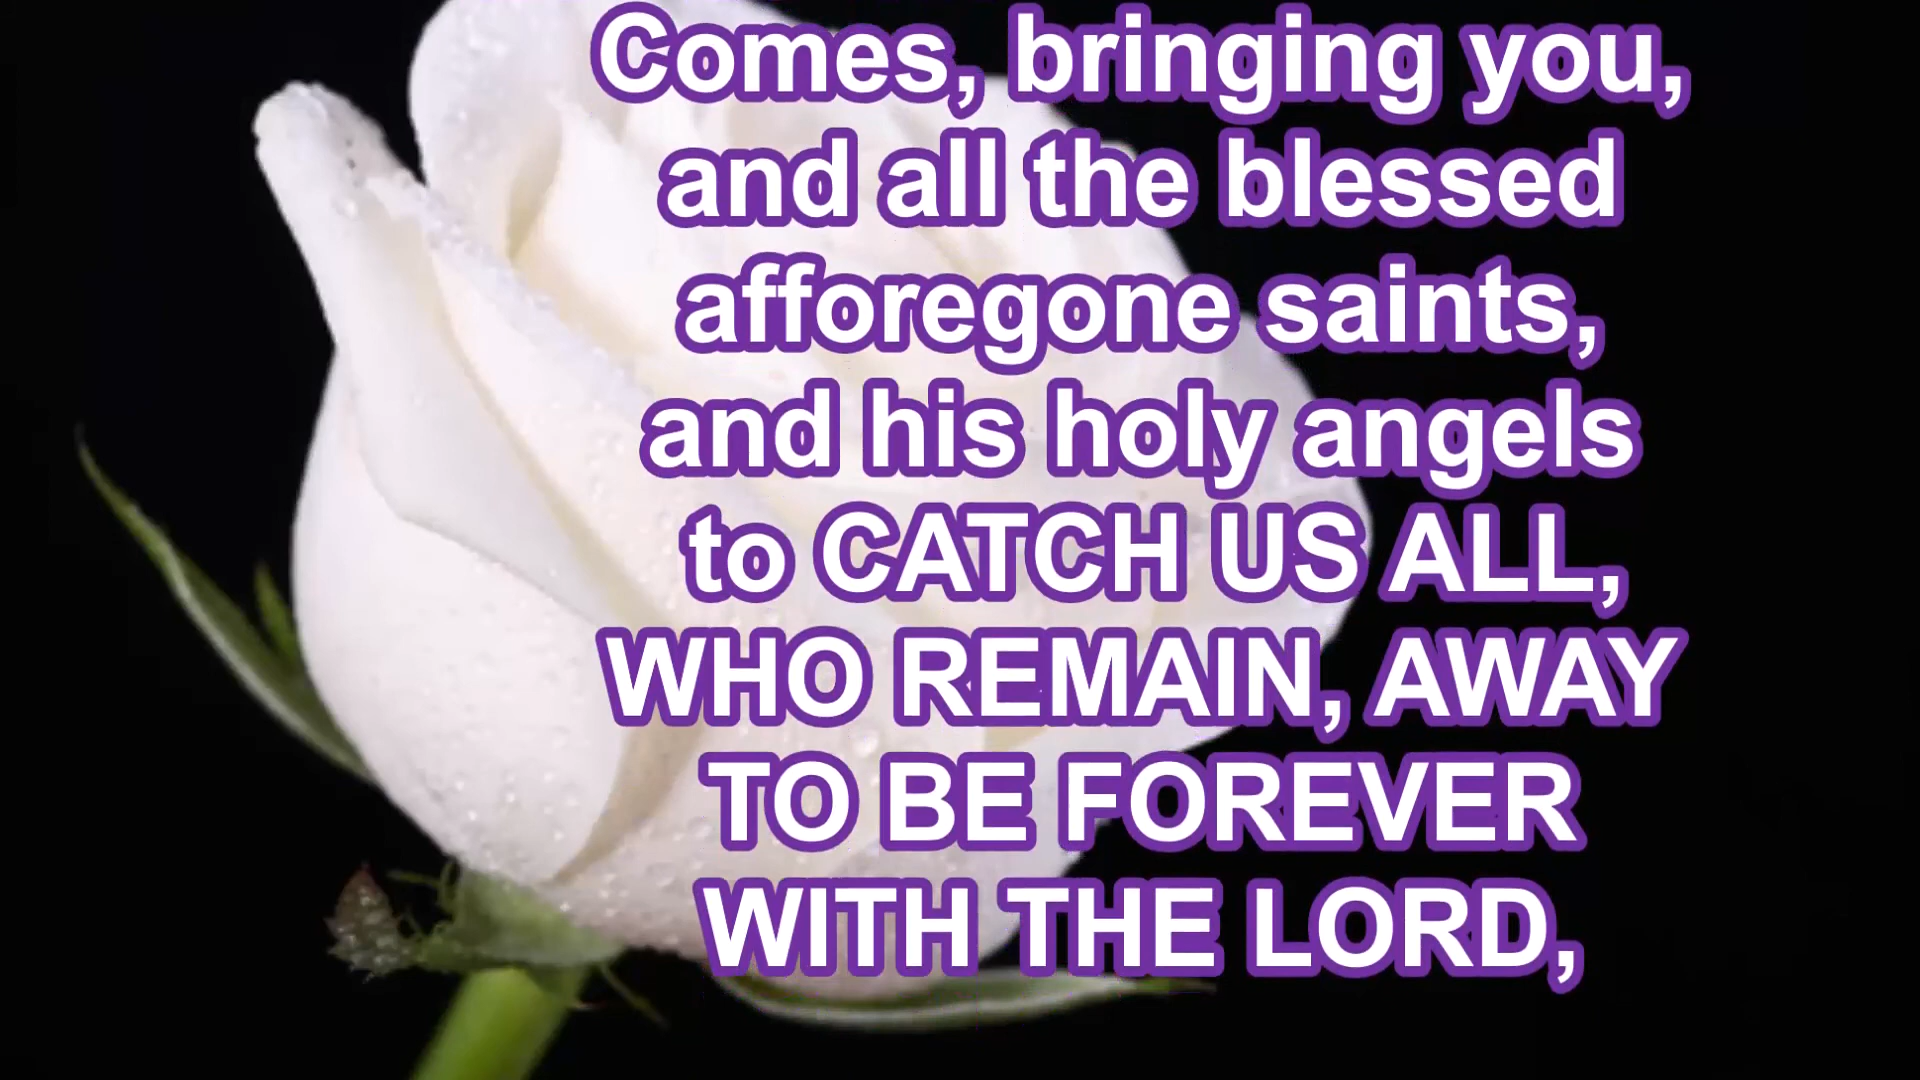 Comes, bringing you,
and all the blessed
afforegone saints,
and his holy angels
to CATCH US ALL,
WHO REMAIN, AWAY
TO BE FOREVER
WITH THE LORD,